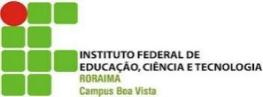 INSTITUTO FEDERAL DE
EDUCAÇÃO, CIÊNCIA E TECNOLOGIA
RORAIMA
Campus Boa Vista